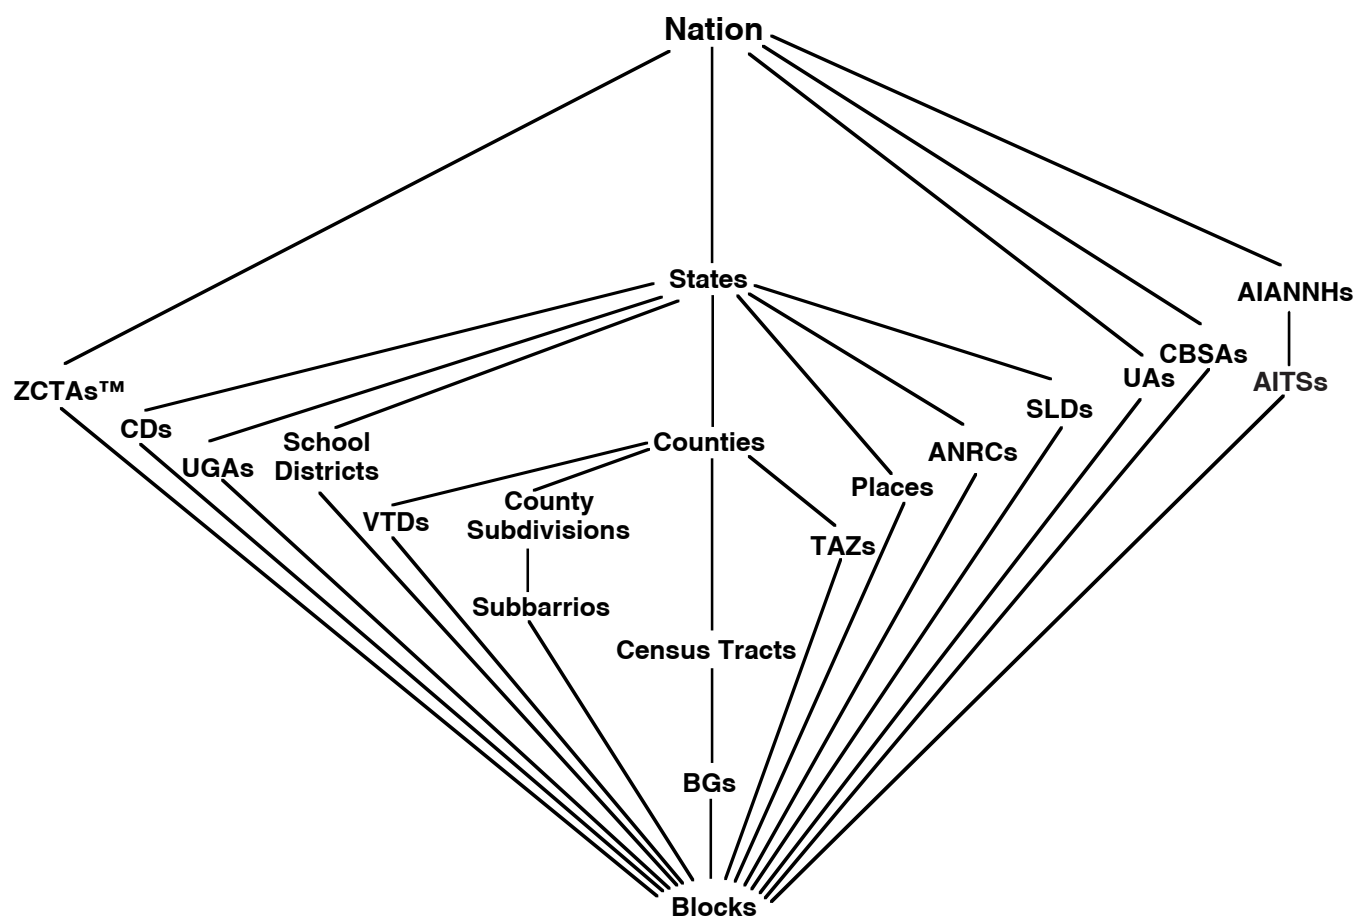 Nation
States
AIANNHs
CBSAs
UAs
AITSs
ZCTAs™
CDs
UGAs
School
Districts
Counties
SLDs
ANRCs
Places
VTDs
County
Subdivisions
TAZs
Subbarrios
Census Tracts
BGs
Blocks